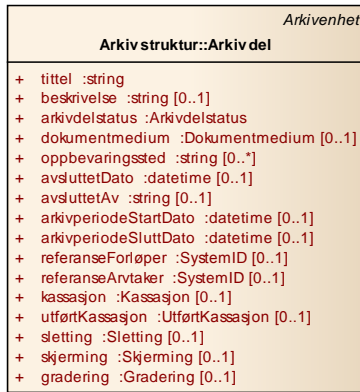 Arkivenhet
Arkivstruktur::Arkivdel
+ tittel :string
+ beskrivelse :string [0..1]
+ arkivdelstatus :Arkivdelstatus
+ dokumentmedium :Dokumentmedium [0..1]
+ oppbevaringssted :string [0..*]
+ avsluttetDato :datetime [0..1]
+ avsluttetAv :string [0..1]
+ arkivperiodeStartDato :datetime [0..1]
+ arkivperiodeSluttDato :datetime [0..1]
+ referanseForløper :SystemID [0..1]
+ referanseArvtaker :SystemID [0..1]
+ kassasjon :Kassasjon [0..1]
+ utførtKassasjon :UtførtKassasjon [0..1]
+ sletting :Sletting [0..1]
+ skjerming :Skjerming [0..1]
+ gradering :Gradering [0..1]